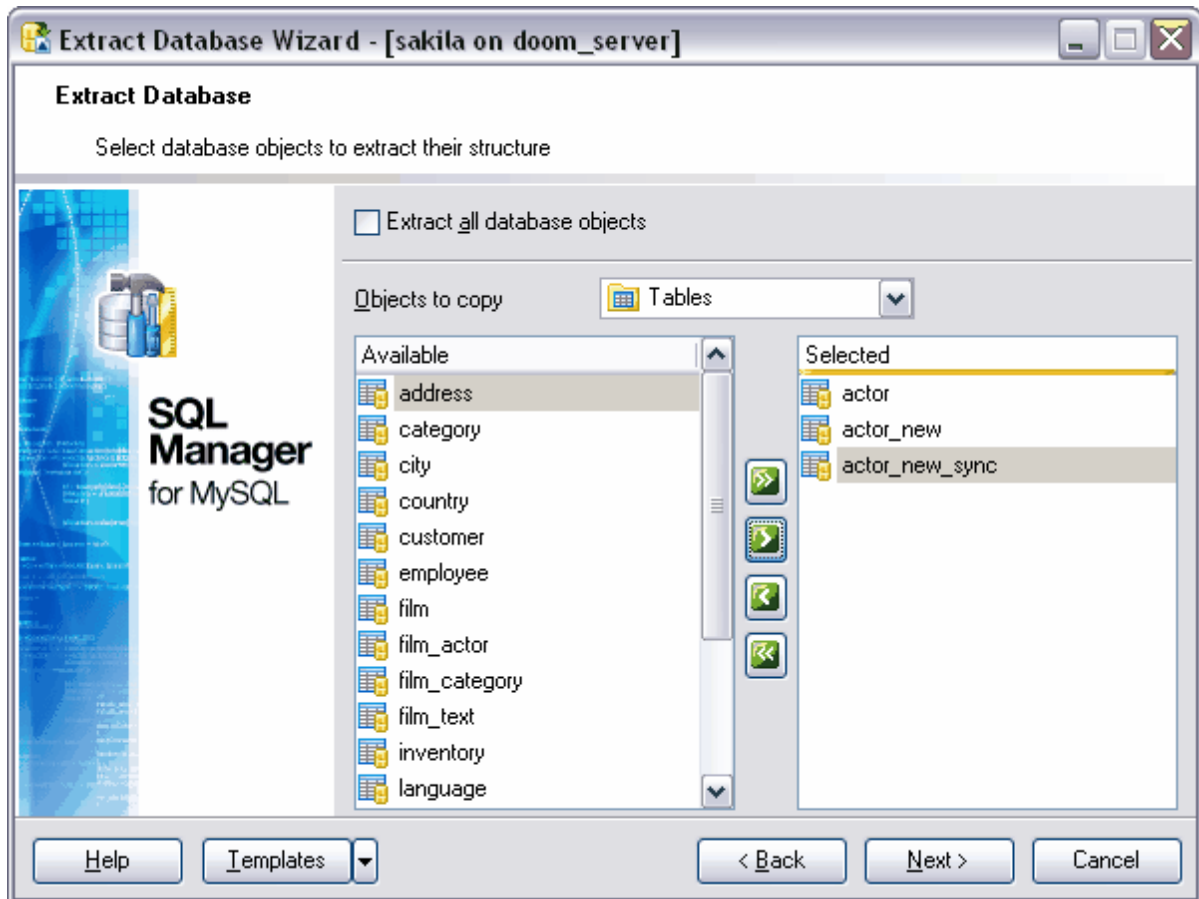 Extract Database Wizard - [sakila on doom_server]
Extract Database
Select database objects to extract their structure
Extract all database objects
Objects to copy
Tables
Available
Selected
address
category
city
country
customer
employee
film
film_actor
film_category
film_text
inventory
language
actor
actor_new
actor_new_sync
SQL
Manager
for MySQL
Help
Templates
< Back
Next >
Cancel